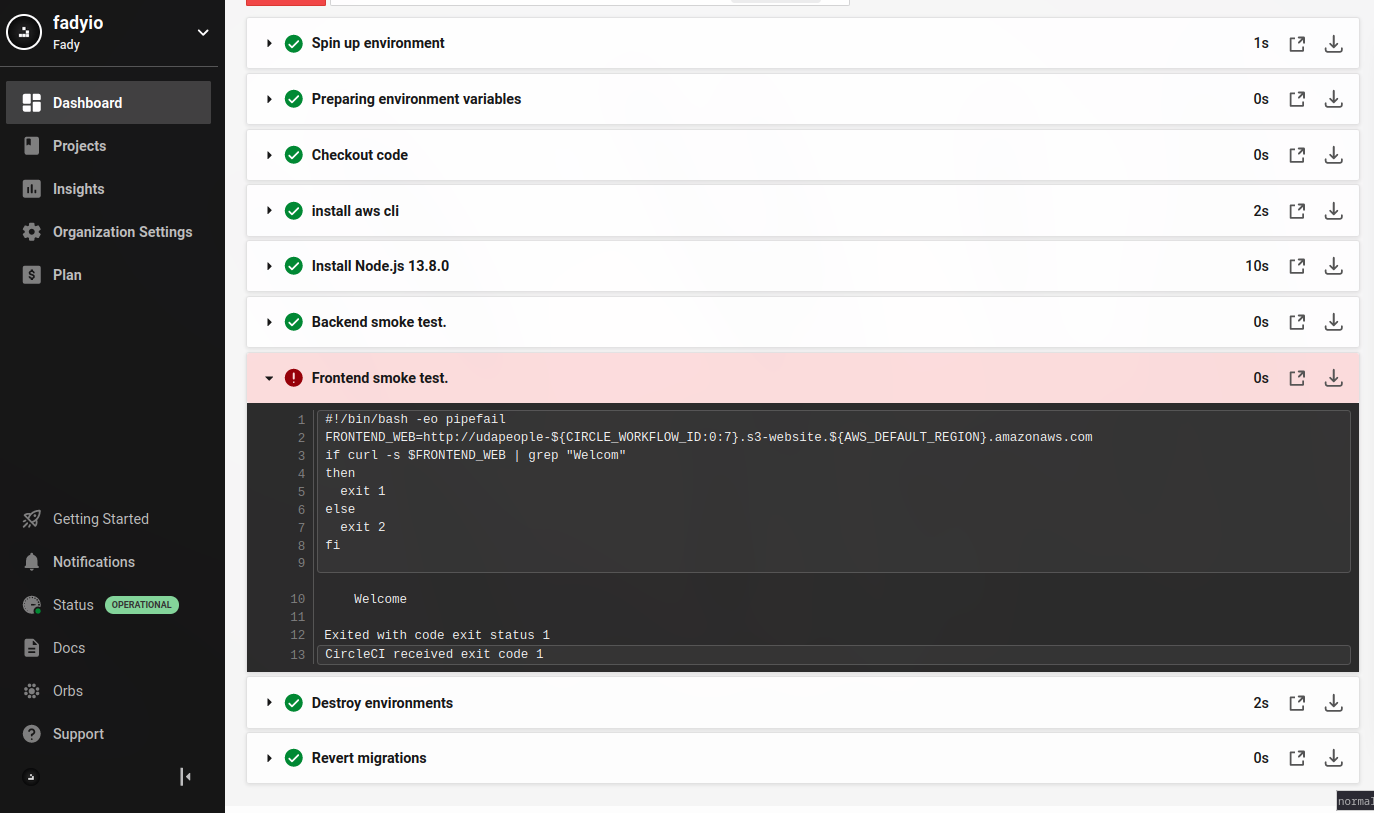 fadyio
Fady
Dashboard
Projects
Insights
Organization Settings
Plan
Getting Started
Notifications
Status OPERATIONAL
Docs
Orbs
Support
Spin up environment 1s
Preparing environment variables 0s
Checkout code 0s
install aws cli 2s
Install Node.js 13.8.0 10s
Backend smoke test. 0s
Frontend smoke test. 0s
1 #!/bin/bash -eo pipefail
2 FRONTEND_WEB=http://udapeople-${CIRCLE_WORKFLOW_ID:0:7}.s3-website.${AWS_DEFAULT_REGION}.amazonaws.com
3 if curl -s $FRONTEND_WEB | grep "Welcom"
4 then
5 exit 1
6 else
7 exit 2
8 fi
9
10 Welcome
11
12 Exited with code exit status 1
13 CircleCI received exit code 1
Destroy environments 2s
Revert migrations 0s
normal